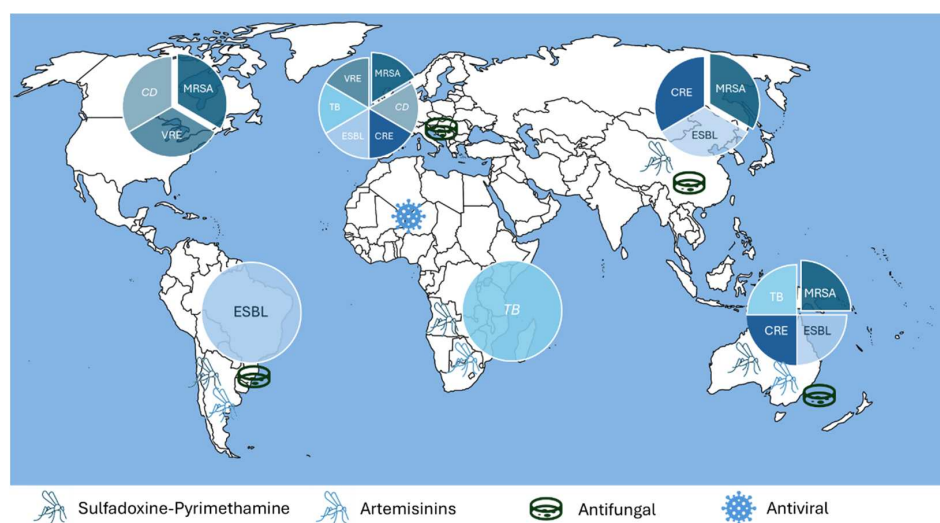 CD
MRSA
VRE
VRE
MRSA
TB
CD
ESBL
CRE
CRE
MRSA
ESBL
ESBL
TB
TB
MRSA
CRE
ESBL
Sulfadoxine-Pyrimethamine
Artemisinins
Antifungal
Antiviral